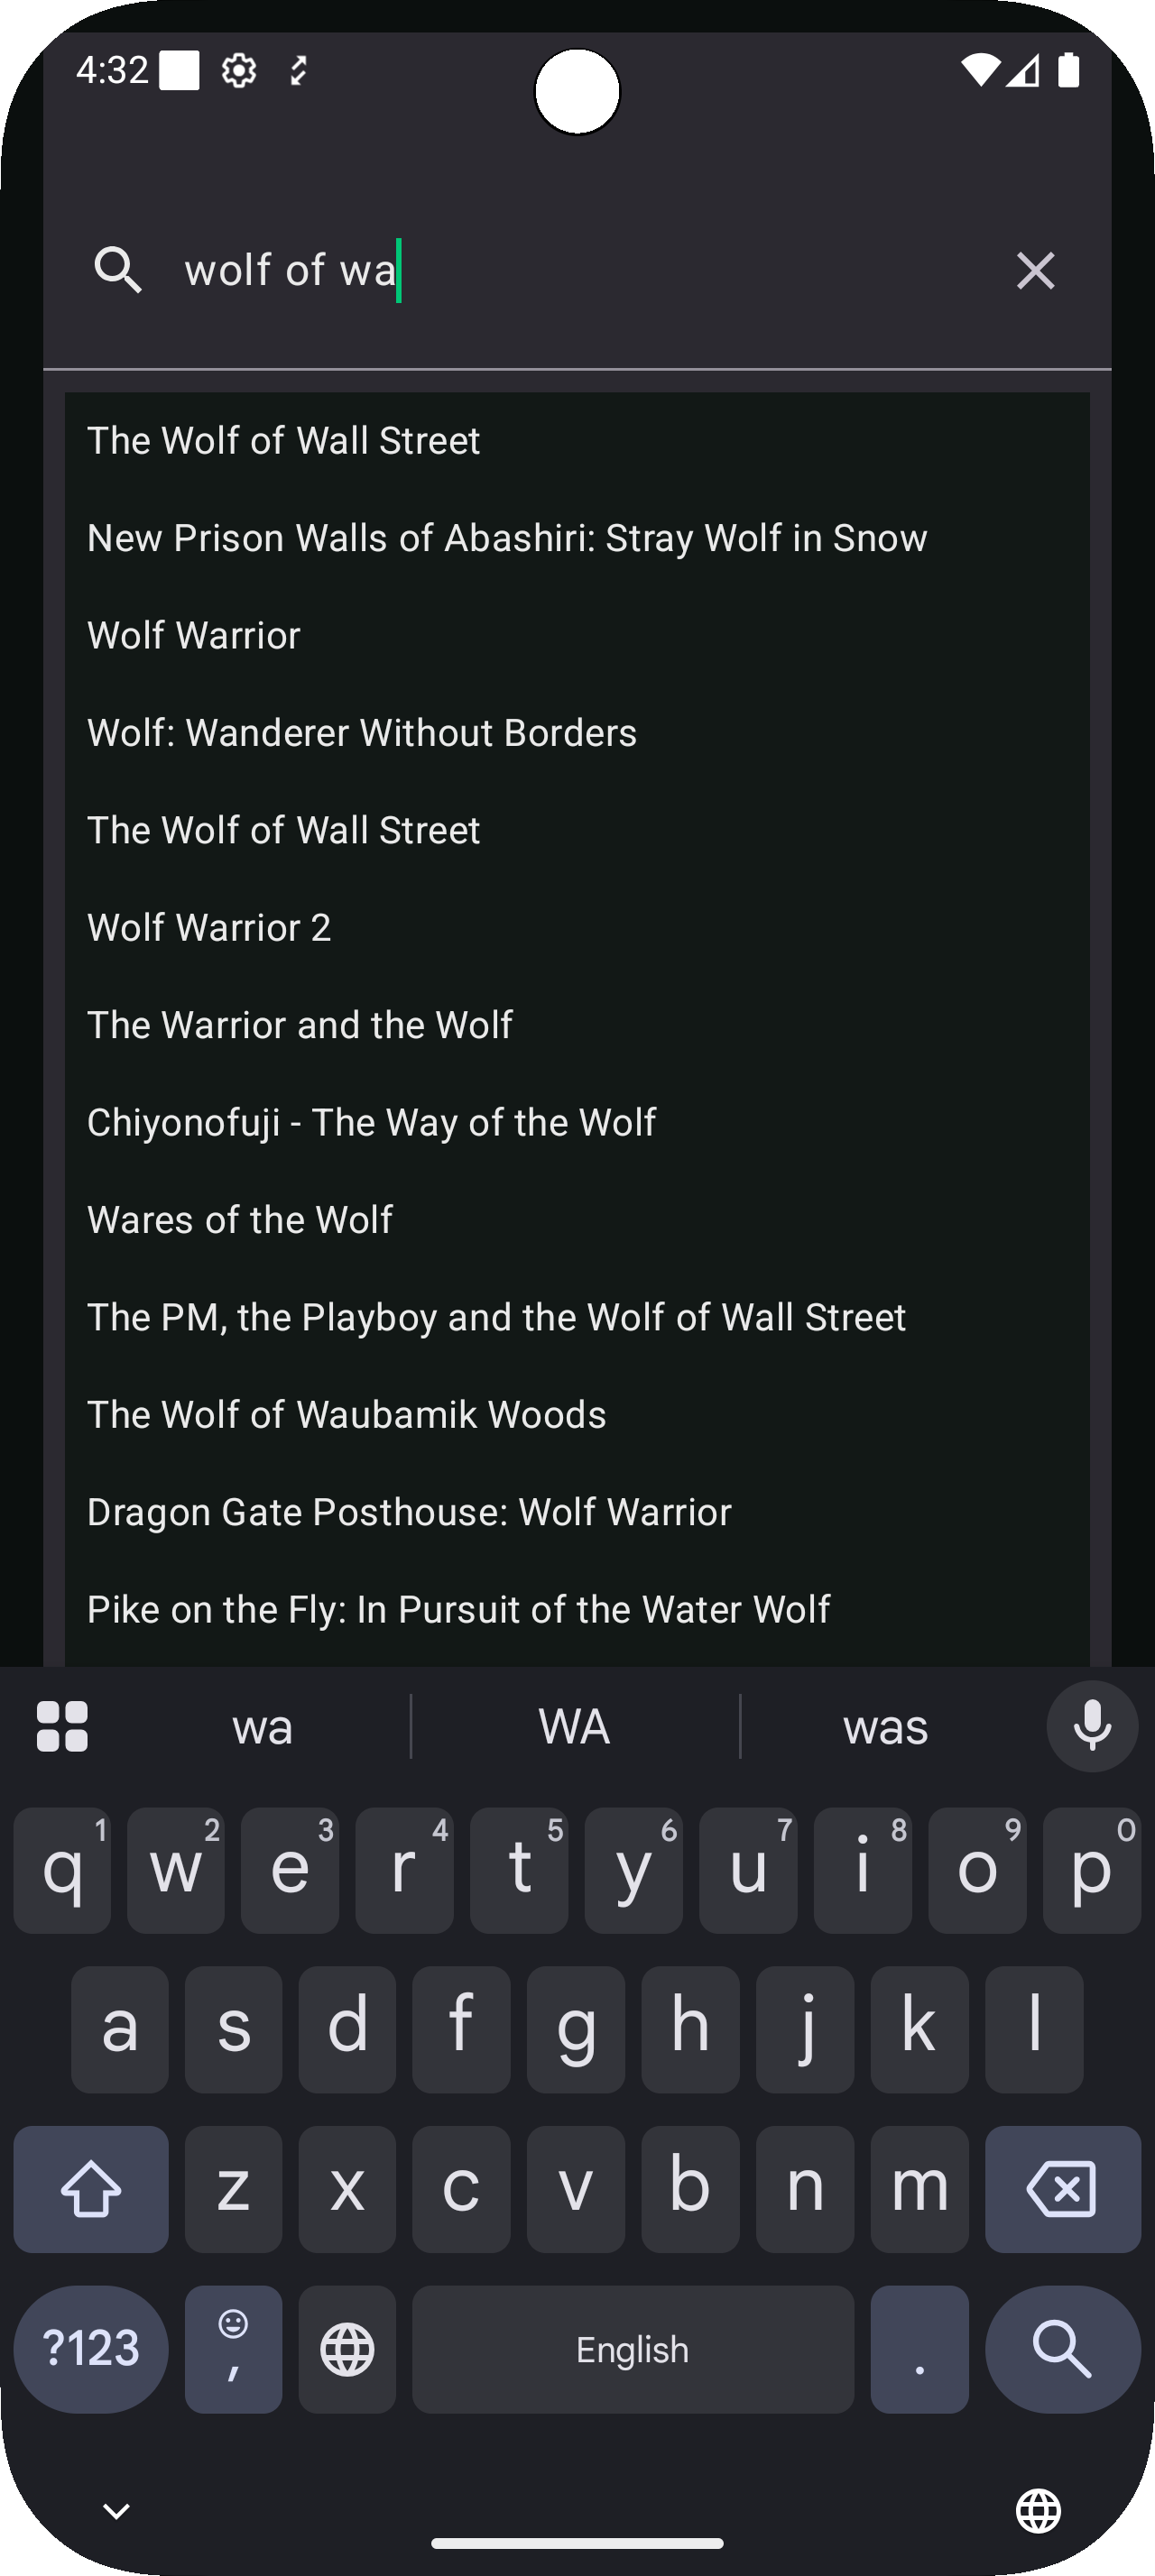 4:32
wolf of wa
The Wolf of Wall Street
New Prison Walls of Abashiri: Stray Wolf in Snow
Wolf Warrior
Wolf: Wanderer Without Borders
The Wolf of Wall Street
Wolf Warrior 2
The Warrior and the Wolf
Chiyonofuji - The Way of the Wolf
Wares of the Wolf
The PM, the Playboy and the Wolf of Wall Street
The Wolf of Waubamik Woods
Dragon Gate Posthouse: Wolf Warrior
Pike on the Fly: In Pursuit of the Water Wolf
wa WA was
q 1 w 2 e 3 r 4 t 5 y 6 u 7 i 8 o 9 p 0
a s d f g h j k l
z x c v b n m
?123 , English .